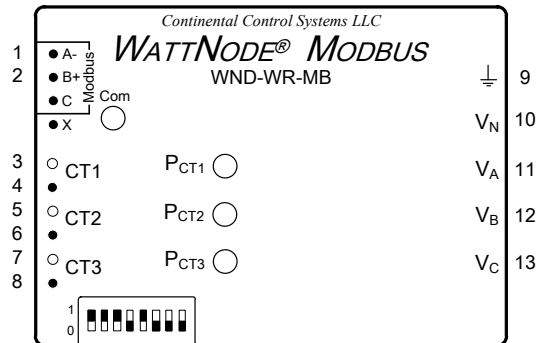 Continental Control Systems LLC
WATTNODE® MODBUS
WND-WR-MB
1 A-
2 B+
C
X
Modbus
Com
3
4
CT1
5
6
CT2
7
8
CT3
PCT1
PCT2
PCT3
9
VN 10
VA 11
VB 12
VC 13
1
0